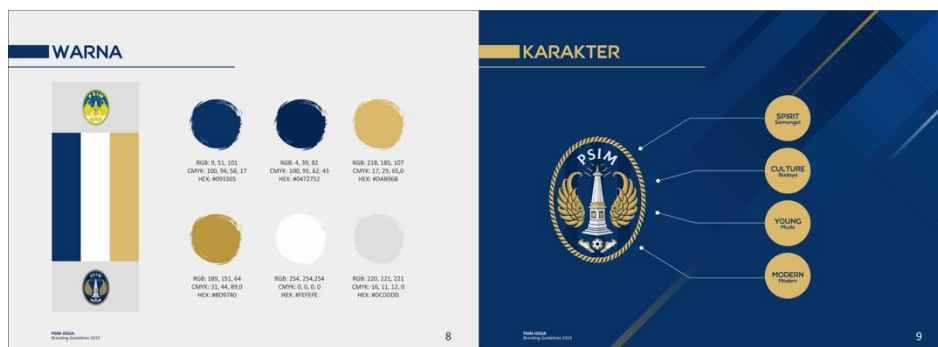 WARNA
PSIM
RGB: 9, 51, 101
CMYK: 100, 94, 58, 17
HEX: #093365
RGB: 4, 39, 82
CMYK: 100, 95, 62, 43
HEX: #0472752
RGB: 218, 185, 107
CMYK: 17, 29, 65,0
HEX: #DAB96B
RGB: 189, 151, 64
CMYK: 31, 44, 89,0
HEX: #BD9740
RGB: 254, 254,254
CMYK: 0, 0, 0, 0
HEX: #FEFEFE
RGB: 220, 221, 221
CMYK: 16, 11, 12, 0
HEX: #DCDDDD
PSIM JOGJA
Branding Guidelines 2019
8
KARAKTER
PSIM
SPIRIT
Semangat
CULTURE
Budaya
YOUNG
Muda
MODERN
Modern
PSIM JOGJA
Branding Guidelines 2019
9